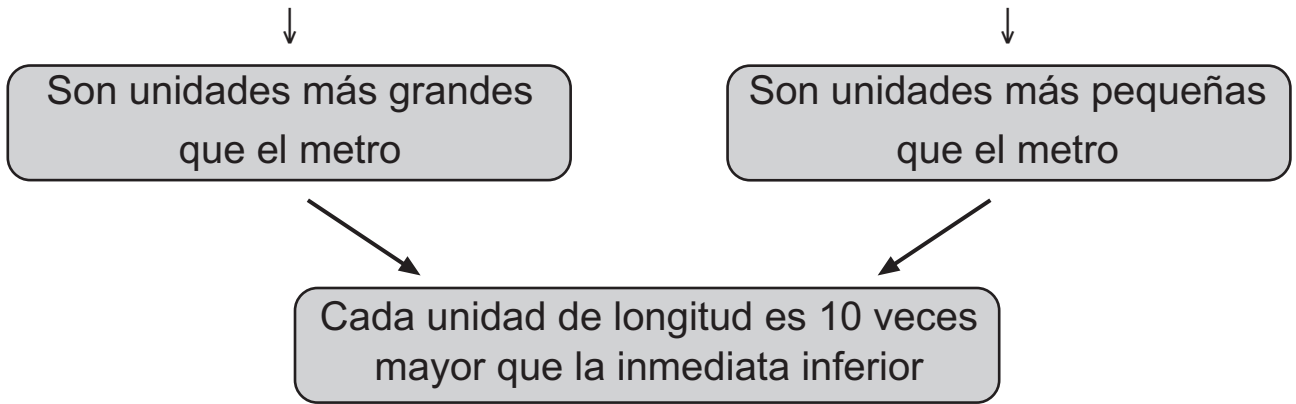 Son unidades más grandes
que el metro
Son unidades más pequeñas
que el metro
Cada unidad de longitud es 10 veces
mayor que la inmediata inferior